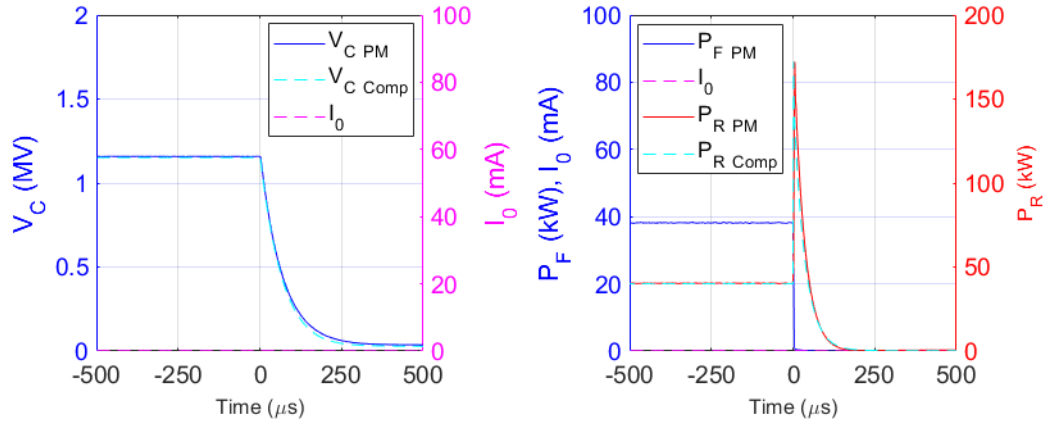 2
1.5
1
0.5
0
V_C (MV)
100
80
60
40
20
0
I_0 (mA)
V_C PM
V_C Comp
I_0
-500 -250 0 250 500
Time (μs)
100
80
60
40
20
0
P_F (kW), I_0 (mA)
200
150
100
50
0
P_R (kW)
P_F PM
I_0
P_R PM
P_R Comp
-500 -250 0 250 500
Time (μs)